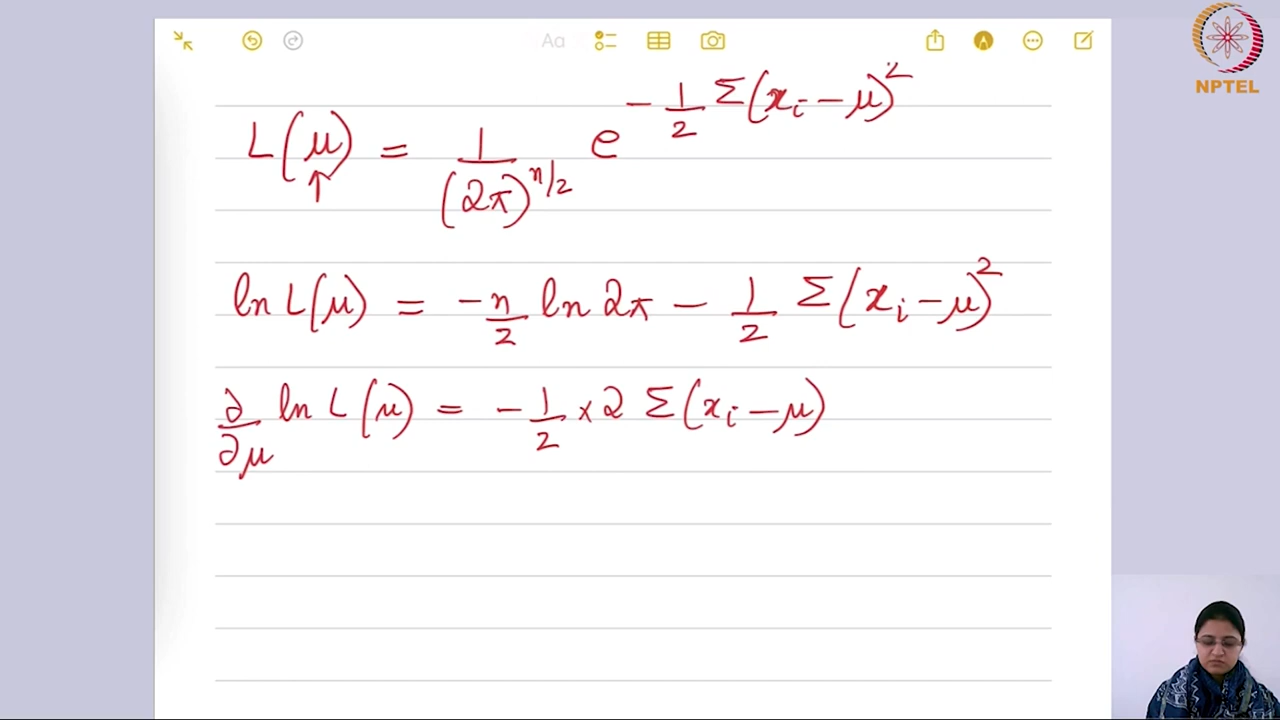 Aa
NPTEL
L(μ) = 1/(2π)^{n/2} e^{-1/2 Σ(x_i - μ)^2}
ln L(μ) = -n/2 ln 2π - 1/2 Σ(x_i - μ)^2
∂/∂μ ln L(μ) = -1/2 × 2 Σ(x_i - μ)